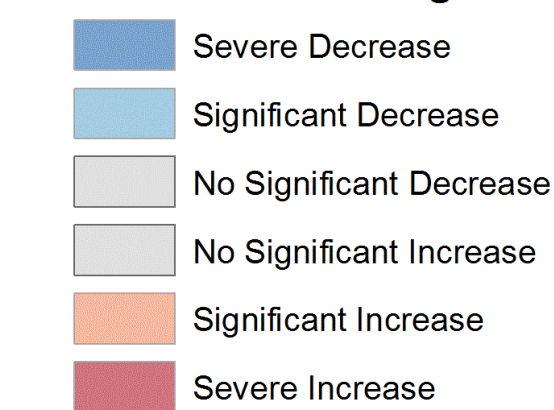 Severe Decrease
Significant Decrease
No Significant Decrease
No Significant Increase
Significant Increase
Severe Increase